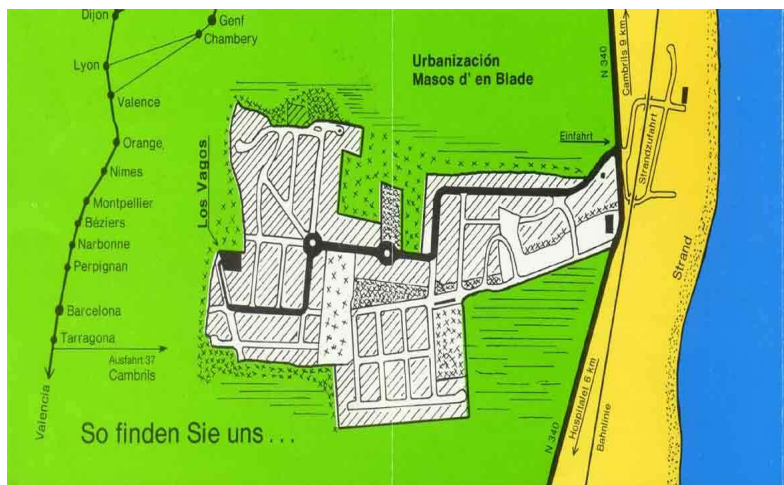 Dijon
Genf
Chambery
Lyon
Valence
Orange
Nimes
Montpellier
Béziers
Narbonne
Perpignan
Barcelona
Tarragona
Ausfahrt 37
Cambrils
Valencia
Los Vagos
Urbanización
Masos d' en Blade
Einfahrt
N 340
Cambrils 9 km
Strandzufahrt
Strand
N 340
Hospitalet 6 km
Bahnlinie
So finden Sie uns...